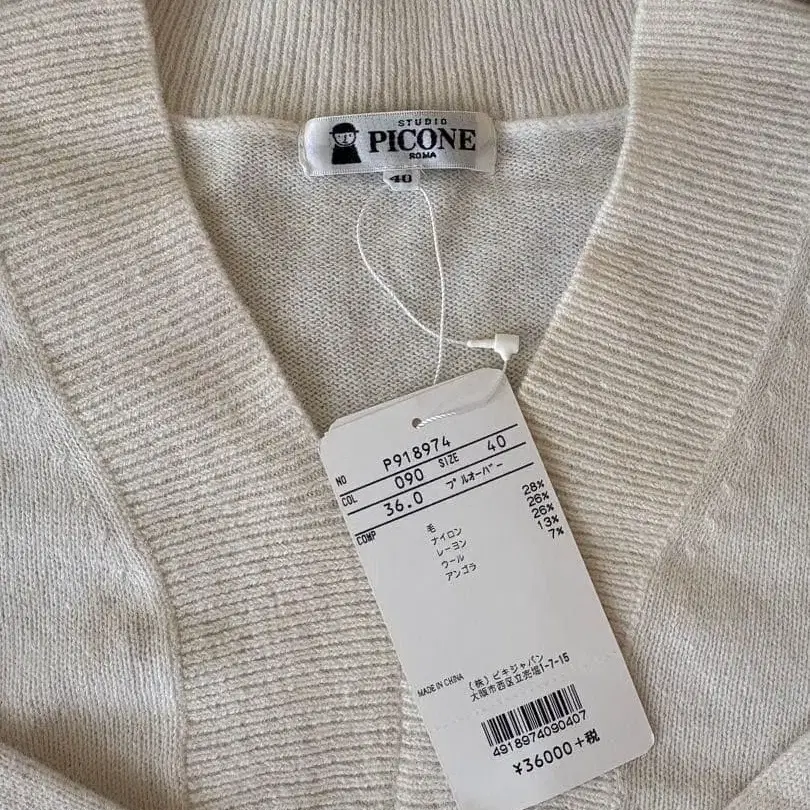 STUDIO
PICONE
ROMA
40
NO P918974
COL 090 SIZE 40
36.0 プルオーバー
COMP
毛 28%
ナイロン 26%
レーヨン 26%
ウール 13%
アンゴラ 7%
MADE IN CHINA
(株)ピキジャパン
大阪市西区立売堀1-7-15
4918974090407
¥36000+税